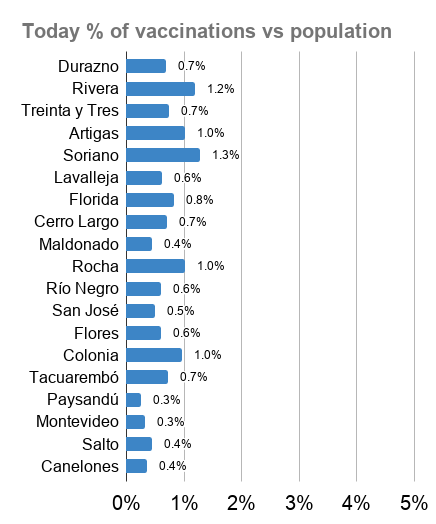 Today % of vaccinations vs population
Durazno 0.7%
Rivera 1.2%
Treinta y Tres 0.7%
Artigas 1.0%
Soriano 1.3%
Lavalleja 0.6%
Florida 0.8%
Cerro Largo 0.7%
Maldonado 0.4%
Rocha 1.0%
Río Negro 0.6%
San José 0.5%
Flores 0.6%
Colonia 1.0%
Tacuarembó 0.7%
Paysandú 0.3%
Montevideo 0.3%
Salto 0.4%
Canelones 0.4%
0% 1% 2% 3% 4% 5%